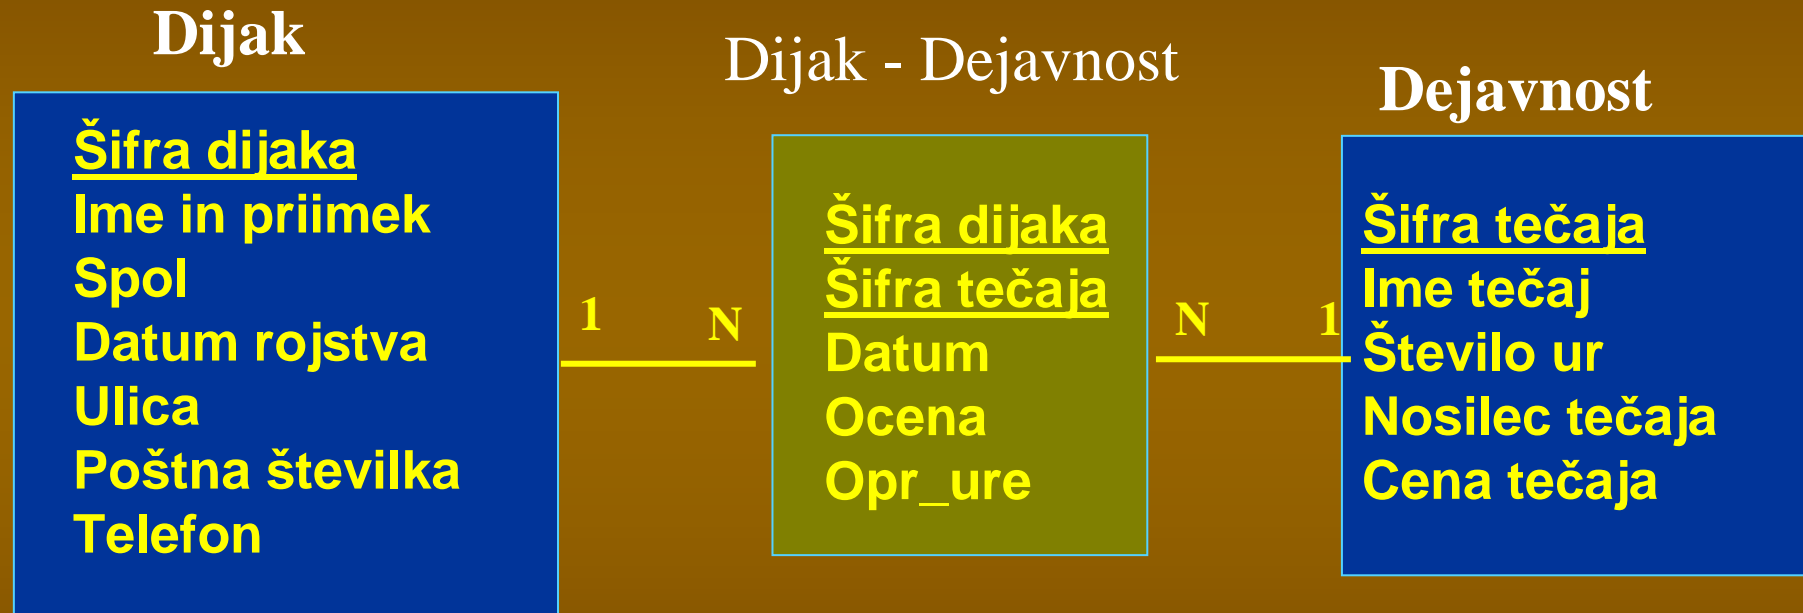 Dijak
Šifra dijaka
Ime in priimek
Spol
Datum rojstva
Ulica
Poštna številka
Telefon
1
N
Dijak - Dejavnost
Šifra dijaka
Šifra tečaja
Datum
Ocena
Opr_ure
N
1
Dejavnost
Šifra tečaja
Ime tečaj
Število ur
Nosilec tečaja
Cena tečaja